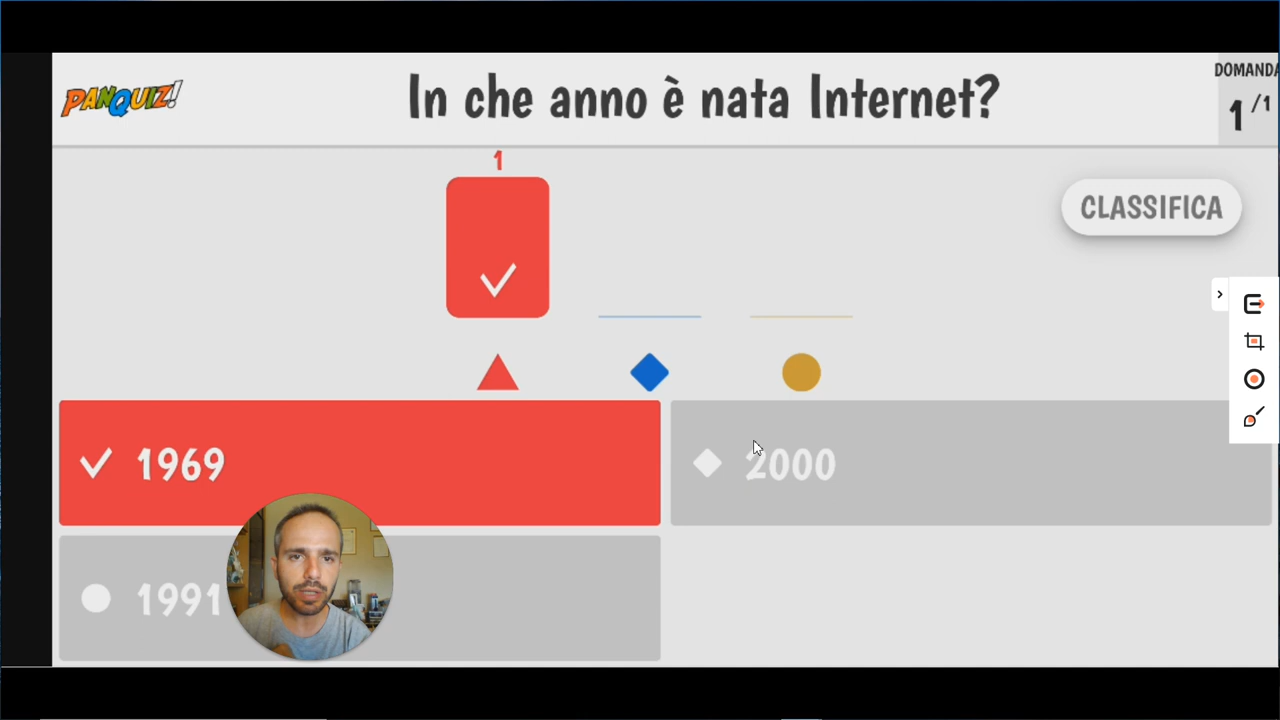 PANQUIZ!
In che anno è nata Internet?
DOMANDA
1/1
1
CLASSIFICA
1969
2000
1991